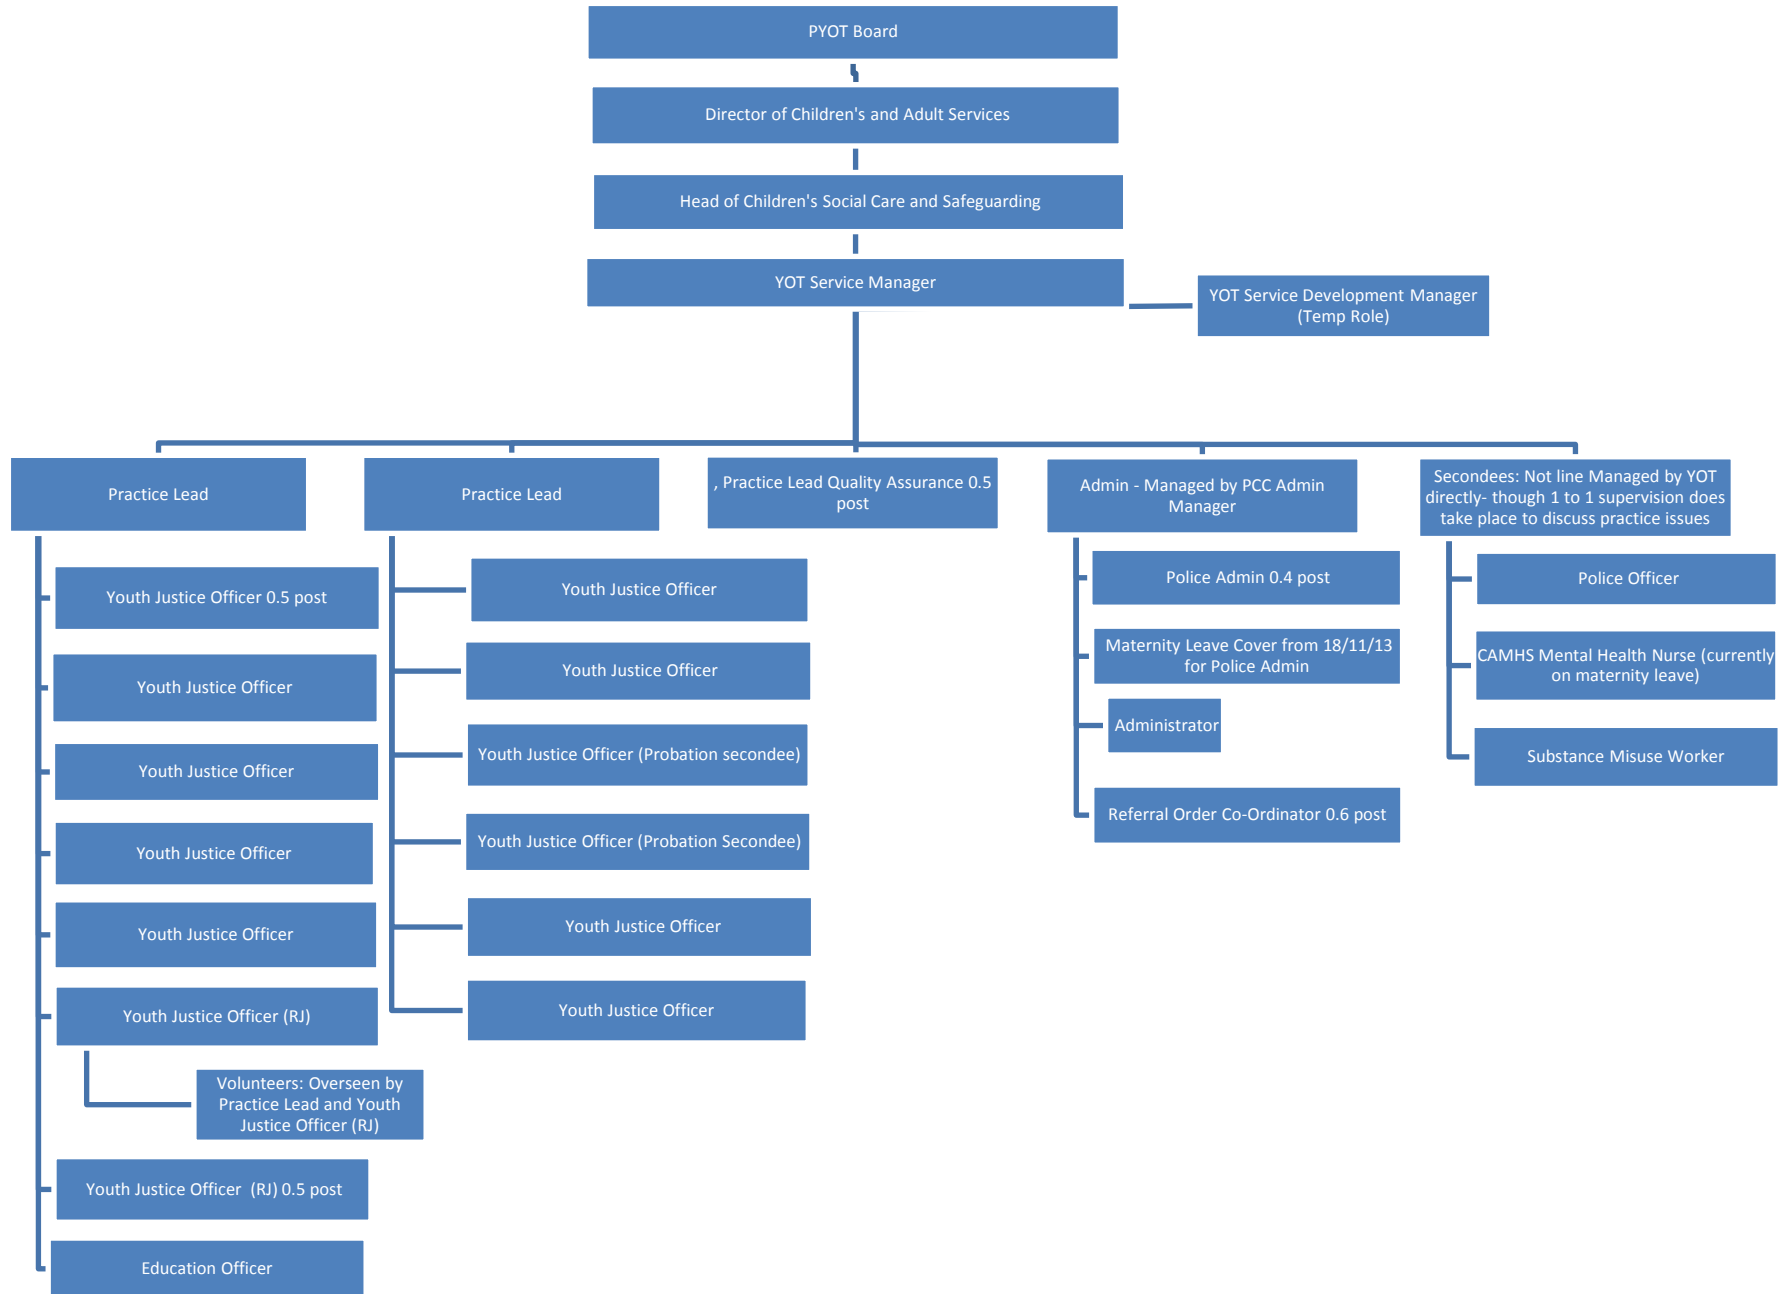 PYOT Board
Director of Children's and Adult Services
Head of Children's Social Care and Safeguarding
YOT Service Manager
YOT Service Development Manager
(Temp Role)
Practice Lead
Practice Lead
, Practice Lead Quality Assurance 0.5
post
Admin - Managed by PCC Admin
Manager
Secondees: Not line Managed by YOT
directly- though 1 to 1 supervision does
take place to discuss practice issues
Youth Justice Officer 0.5 post
Youth Justice Officer
Youth Justice Officer
Youth Justice Officer
Youth Justice Officer
Youth Justice Officer (RJ)
Volunteers: Overseen by
Practice Lead and Youth
Justice Officer (RJ)
Youth Justice Officer  (RJ) 0.5 post
Education Officer
Youth Justice Officer
Youth Justice Officer
Youth Justice Officer (Probation secondee)
Youth Justice Officer (Probation Secondee)
Youth Justice Officer
Youth Justice Officer
Police Admin 0.4 post
Maternity Leave Cover from 18/11/13
for Police Admin
Administrator
Referral Order Co-Ordinator 0.6 post
Police Officer
CAMHS Mental Health Nurse (currently
on maternity leave)
Substance Misuse Worker